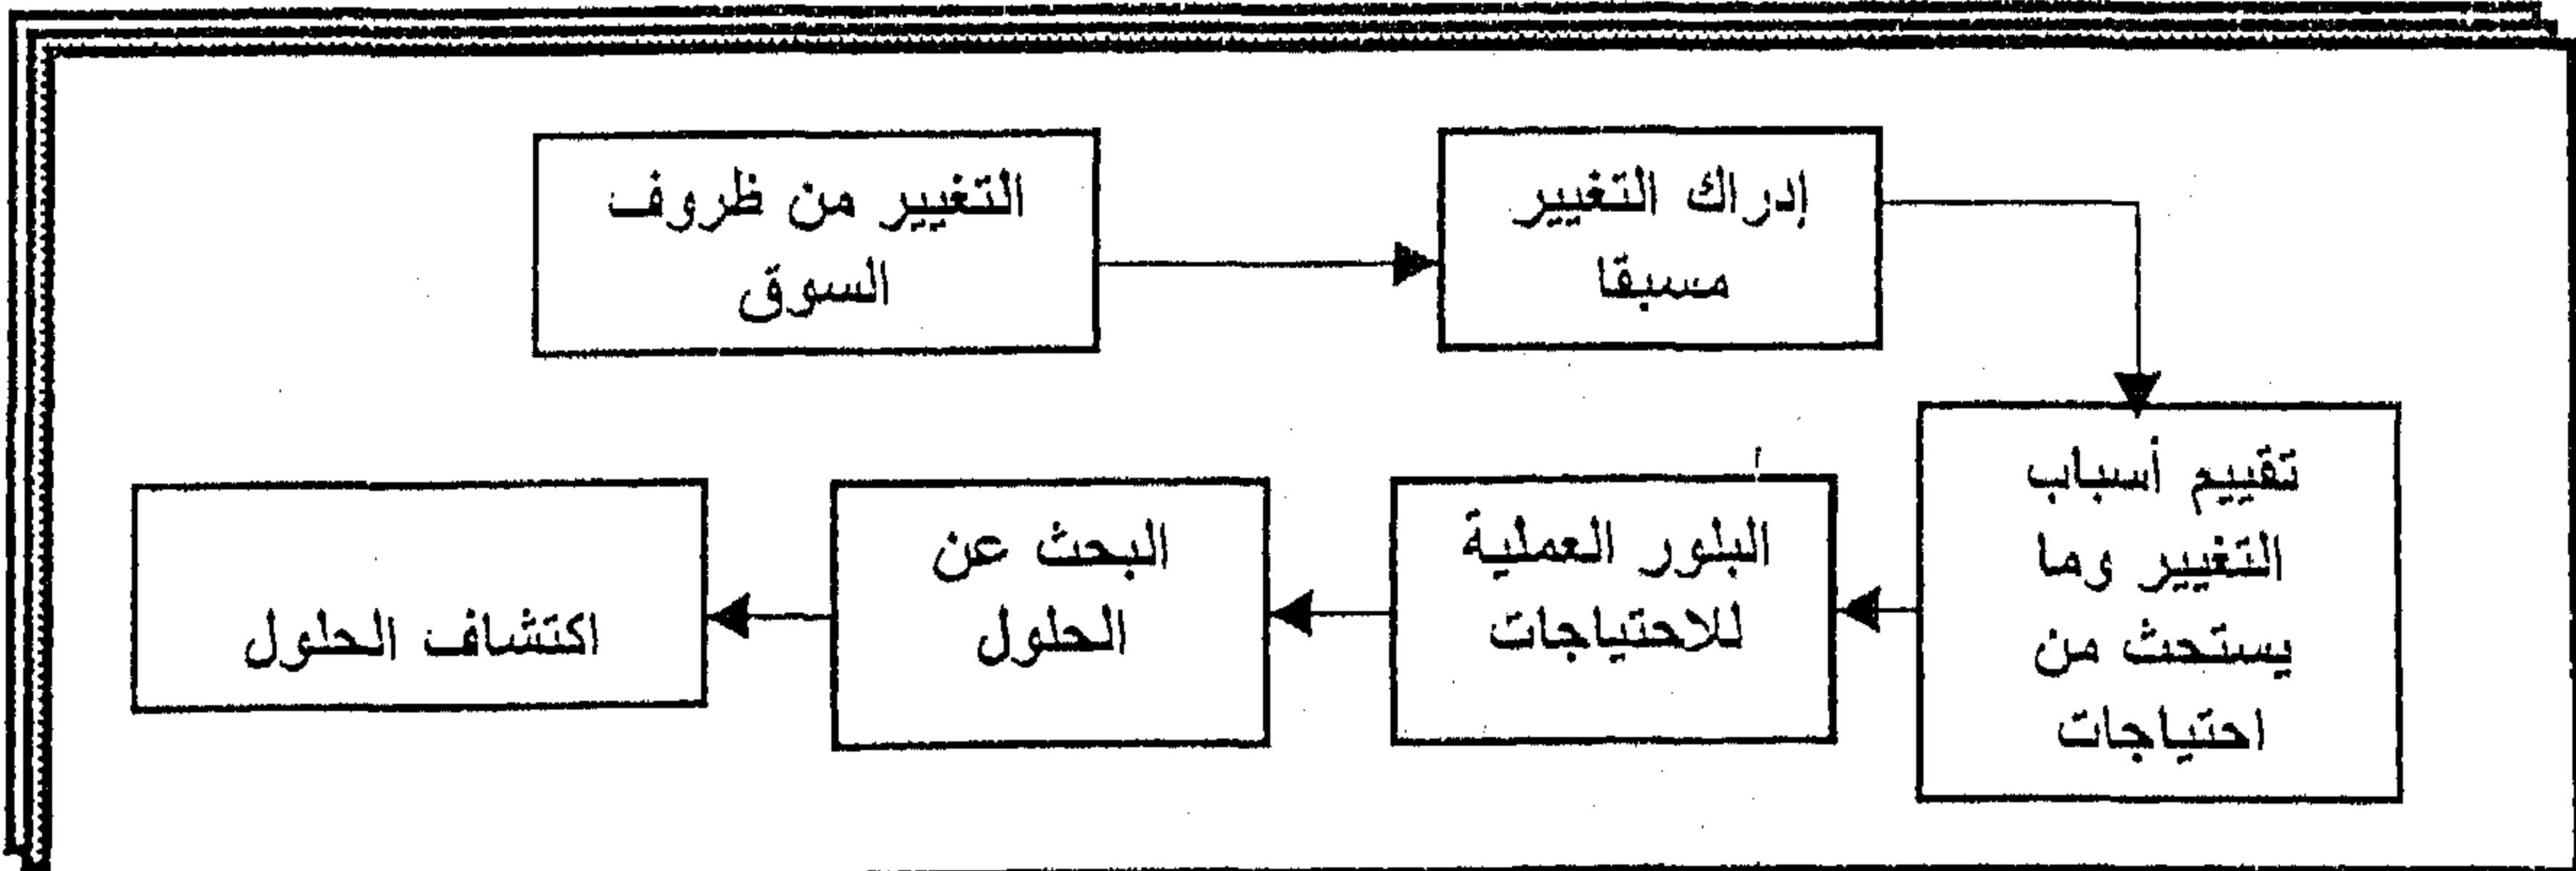 التغيير من ظروف
السوق
إدراك التغيير
مسبقا
تقييم أسباب
التغيير وما
يستحث من
احتياجات
البلور العملية
للاحتياجات
البحث عن
الحلول
اكتشاف الحلول